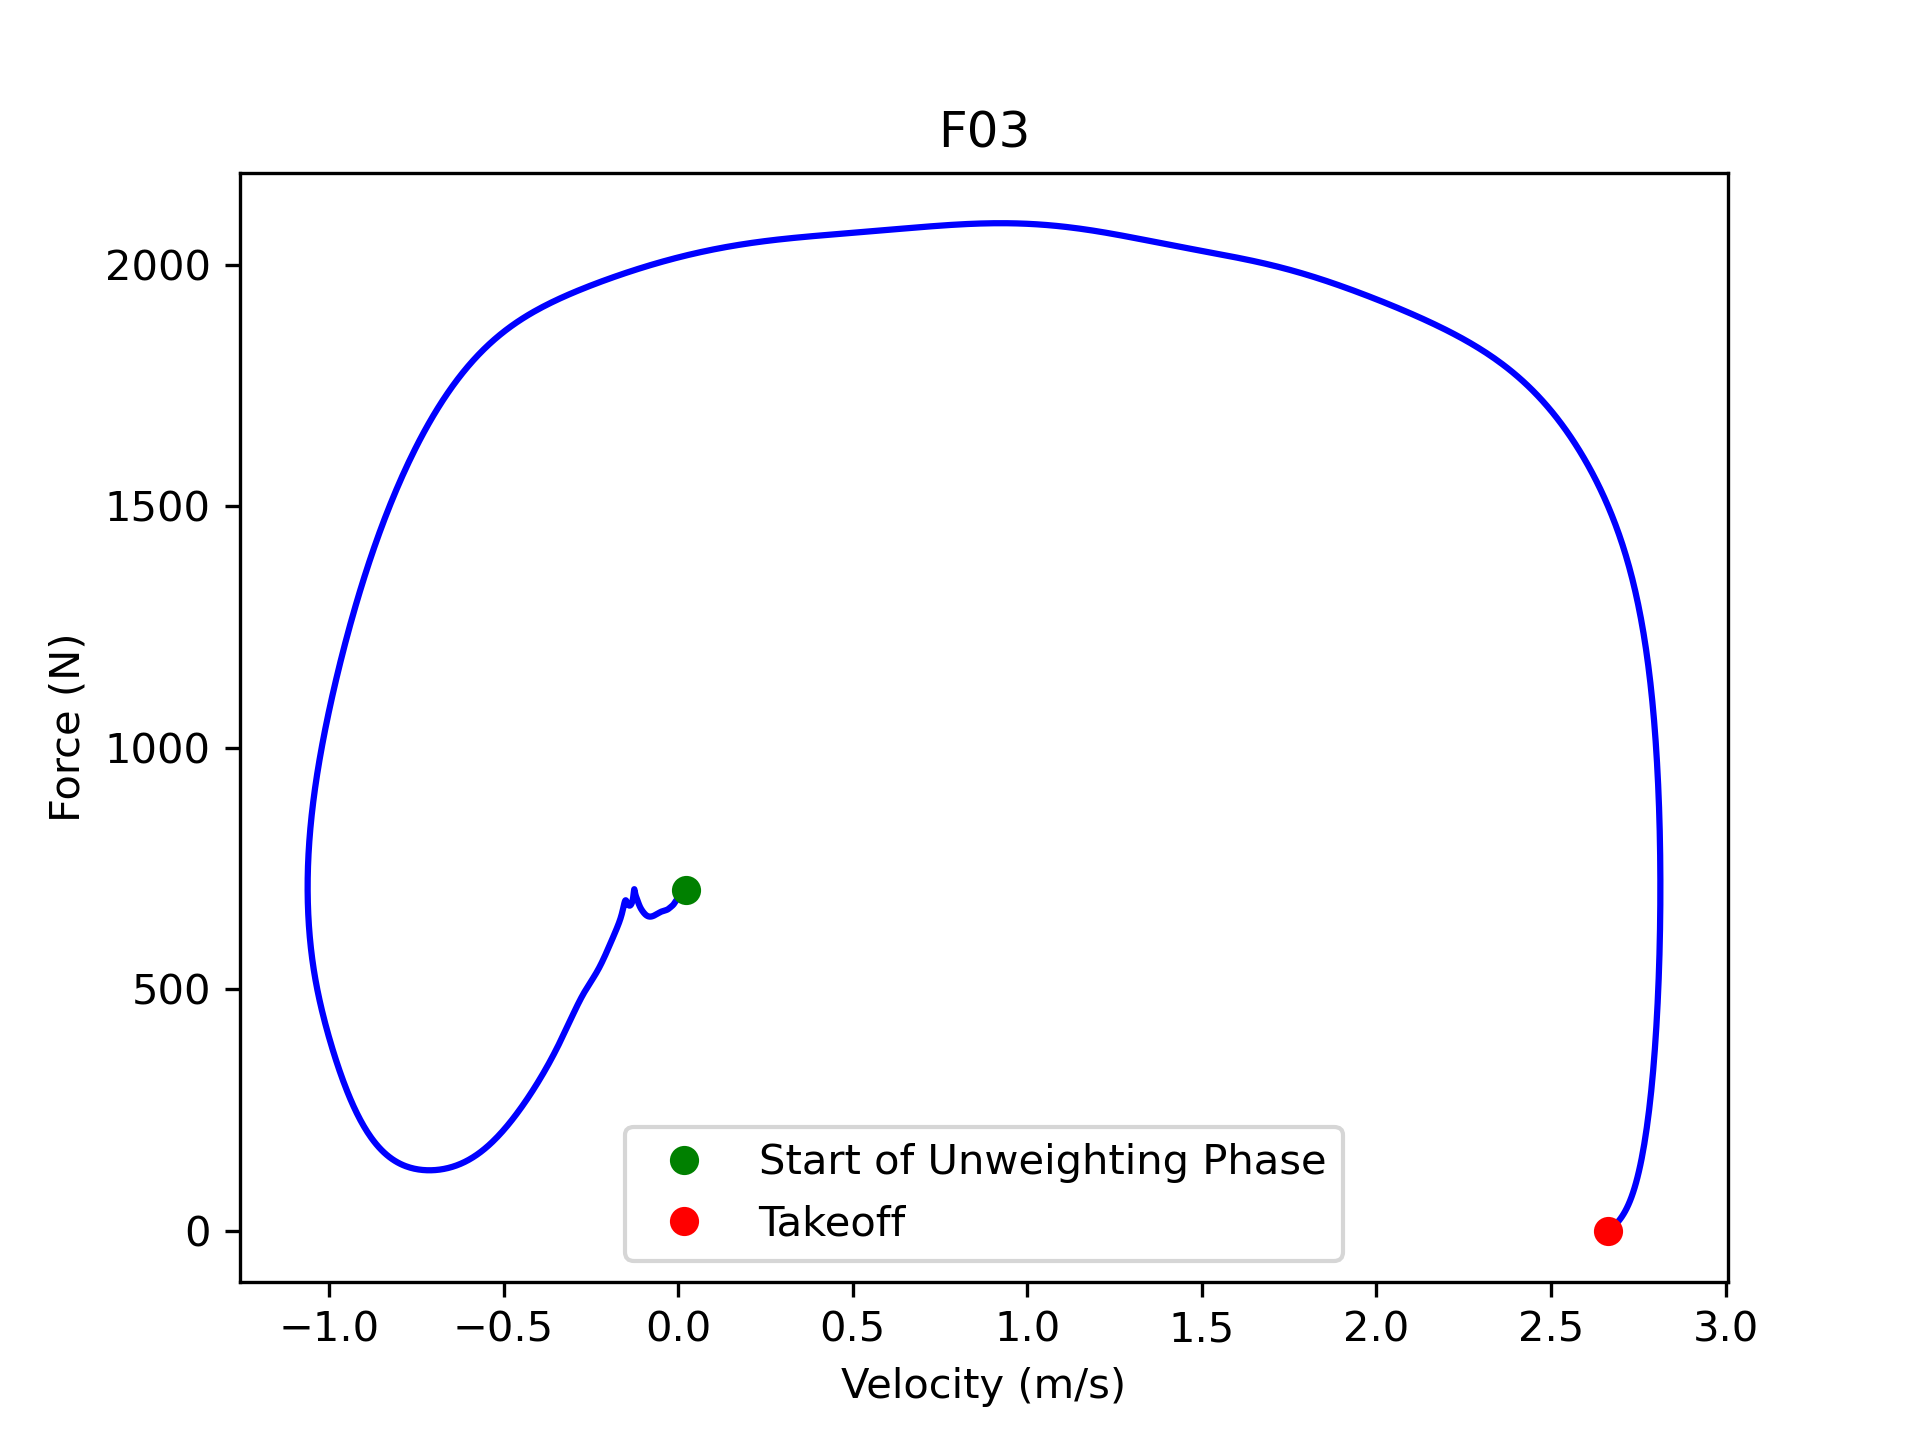 F03
2000
1500
1000
500
0
Force (N)
Start of Unweighting Phase
Takeoff
−1.0 −0.5 0.0 0.5 1.0 1.5 2.0 2.5 3.0
Velocity (m/s)